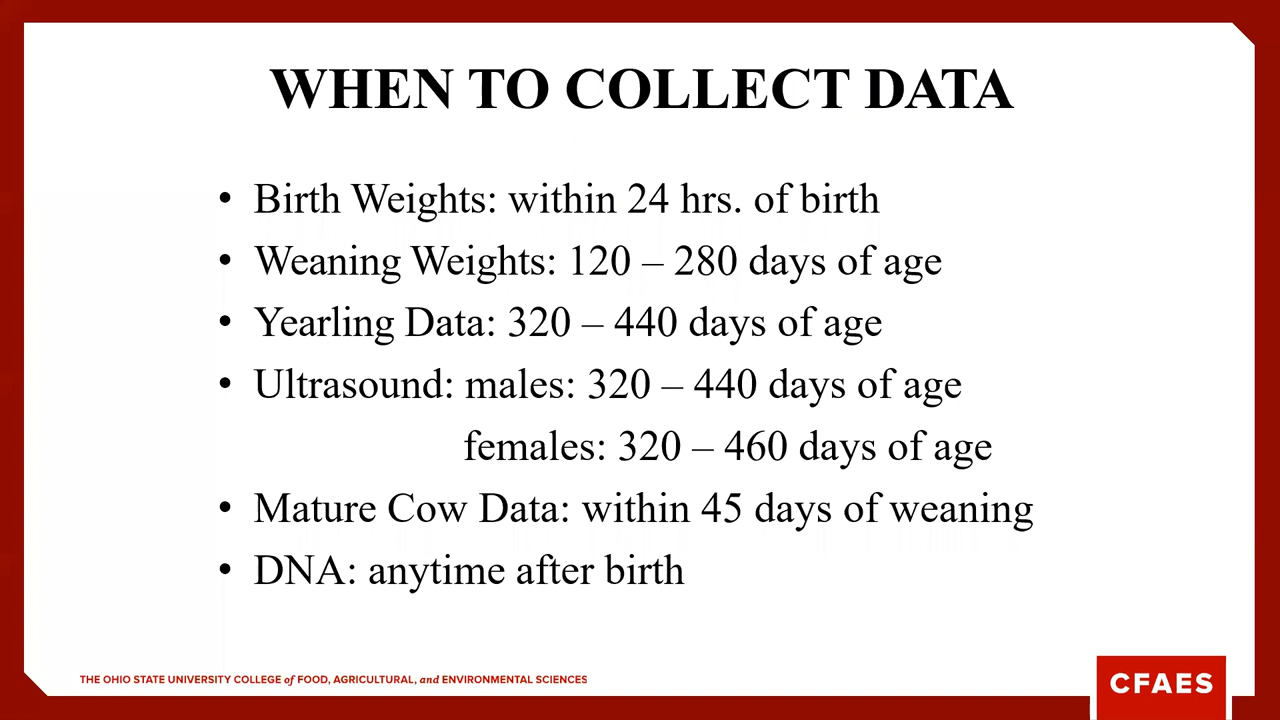 WHEN TO COLLECT DATA
• Birth Weights: within 24 hrs. of birth
• Weaning Weights: 120 – 280 days of age
• Yearling Data: 320 – 440 days of age
• Ultrasound: males: 320 – 440 days of age
females: 320 – 460 days of age
• Mature Cow Data: within 45 days of weaning
• DNA: anytime after birth
THE OHIO STATE UNIVERSITY COLLEGE of FOOD, AGRICULTURAL, and ENVIRONMENTAL SCIENCES
CFAES